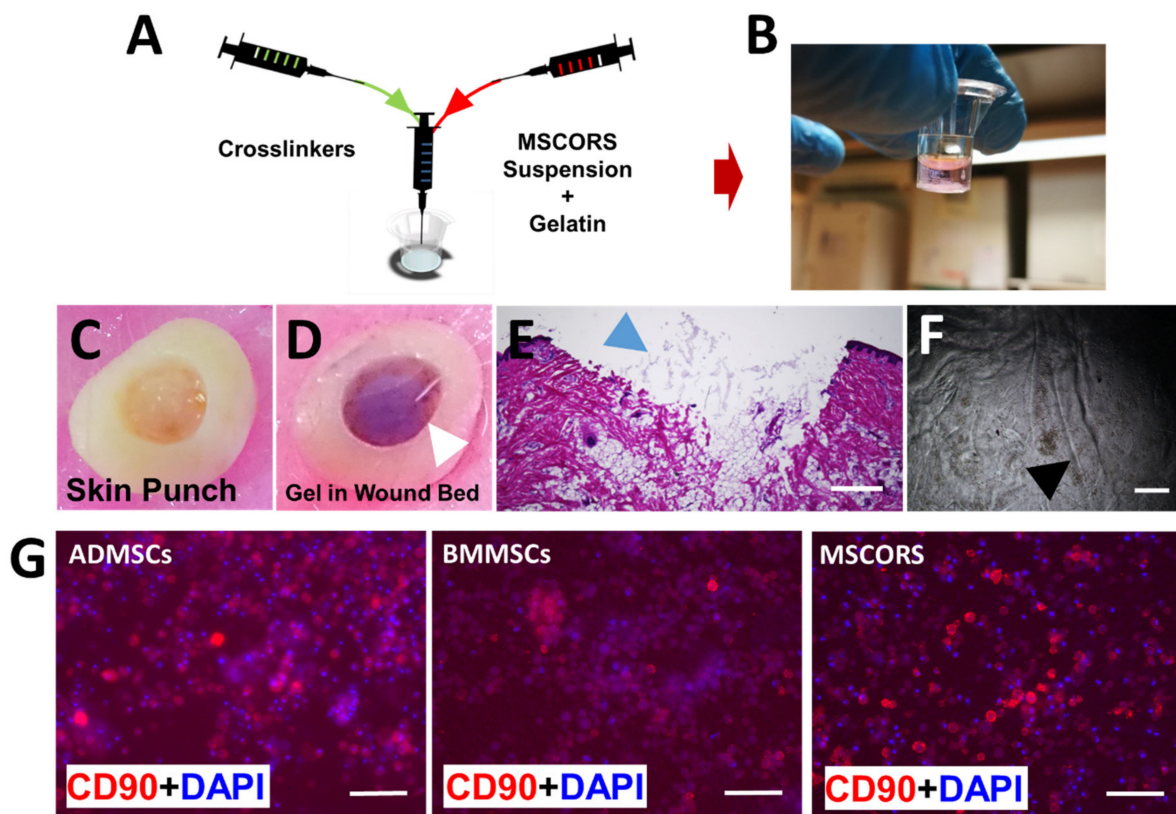 A
B
Crosslinkers
MSCORS
Suspension
+
Gelatin
C
Skin Punch
D
Gel in Wound Bed
E
F
G
ADMSCs
CD90+DAPI
BMMSCs
CD90+DAPI
MSCORS
CD90+DAPI